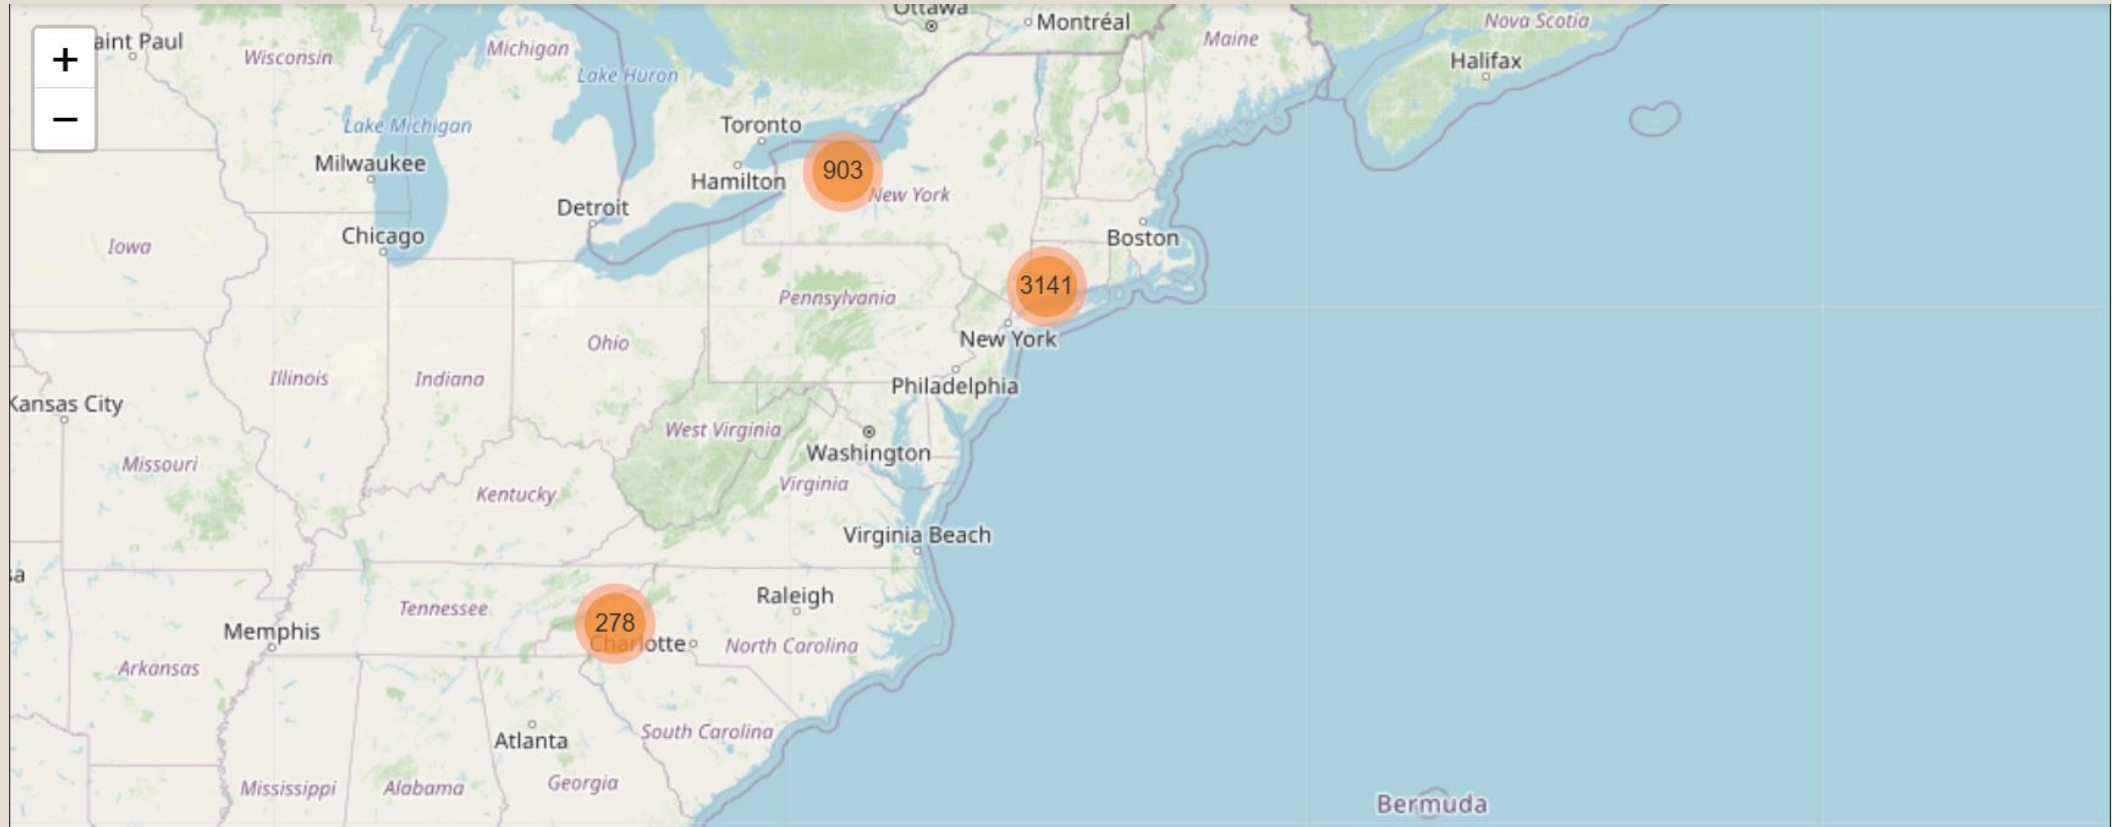 Ottawa
Montréal
Nova Scotia
aint Paul
Wisconsin
Michigan
Maine
Halifax
Lake Huron
+
−
Lake Michigan
Toronto
Milwaukee
903
Hamilton
New York
Detroit
Chicago
Boston
Iowa
3141
Pennsylvania
New York
Ohio
Illinois
Indiana
Philadelphia
Kansas City
West Virginia
Washington
Missouri
Virginia
Kentucky
Virginia Beach
sa
Raleigh
Tennessee
278
Memphis
Charlotte
North Carolina
Arkansas
South Carolina
Atlanta
Georgia
Mississippi
Alabama
Bermuda